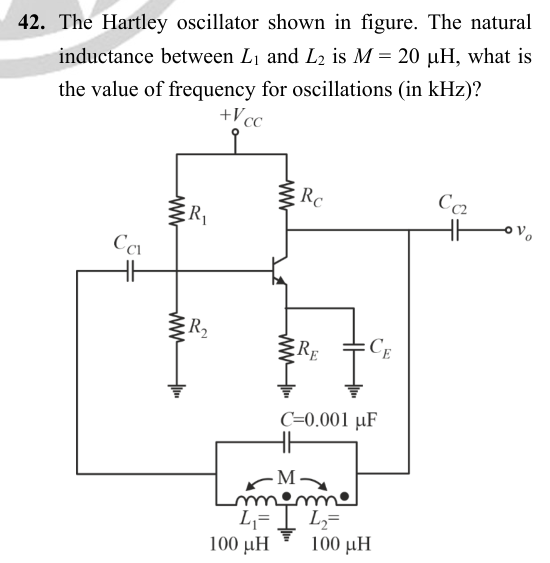 42. The Hartley oscillator shown in figure. The natural
inductance between L₁ and L₂ is M = 20 μH, what is
the value of frequency for oscillations (in kHz)?
+V_CC
R_C
R₁
C_C2
v_o
C_C1
R₂
R_E
C_E
C=0.001 μF
M
L₁= L₂=
100 μH 100 μH